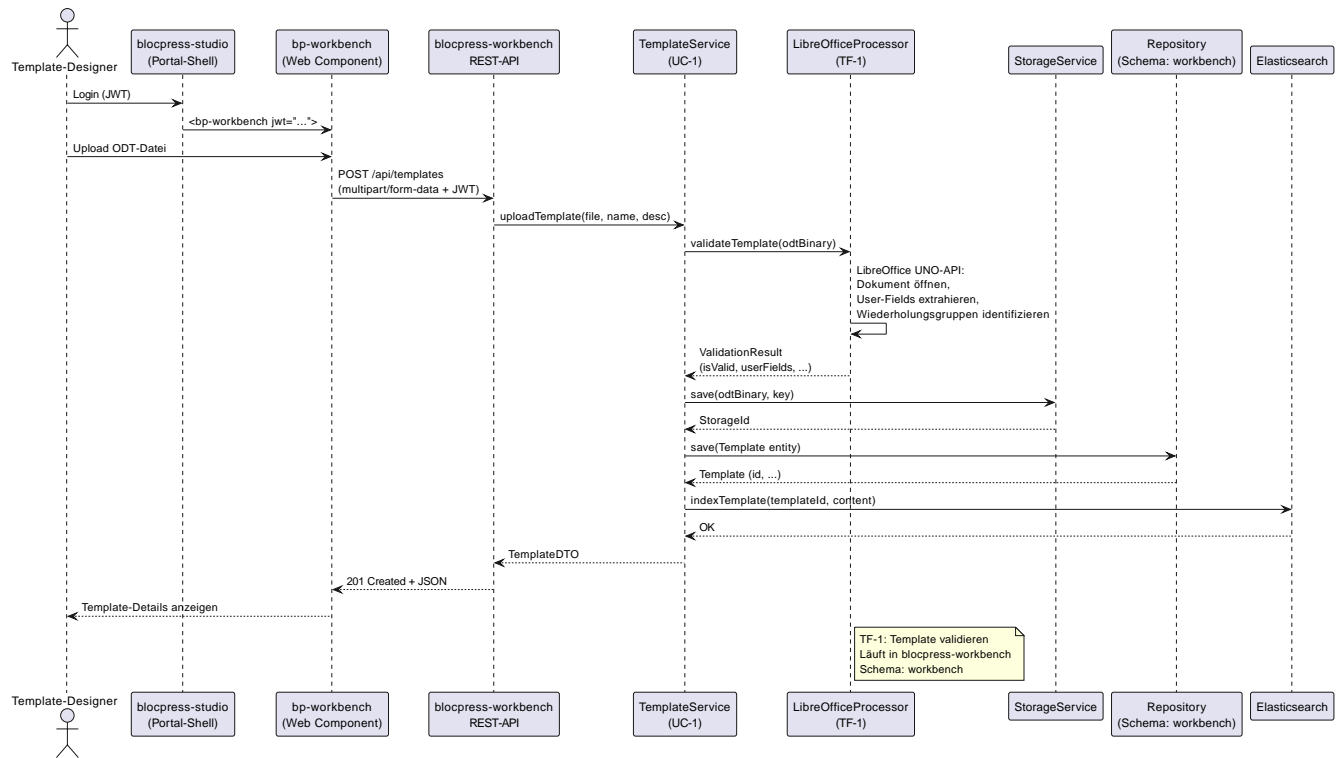 Template-Designer
blocpress-studio
(Portal-Shell)
bp-workbench
(Web Component)
blocpress-workbench
REST-API
TemplateService
(UC-1)
LibreOfficeProcessor
(TF-1)
StorageService
Repository
(Schema: workbench)
Elasticsearch
Login (JWT)
<bp-workbench jwt="...">
Upload ODT-Datei
POST /api/templates
(multipart/form-data + JWT)
uploadTemplate(file, name, desc)
validateTemplate(odtBinary)
LibreOffice UNO-API:
Dokument öffnen,
User-Fields extrahieren,
Wiederholungsgruppen identifizieren
ValidationResult
(isValid, userFields, ...)
save(odtBinary, key)
StorageId
save(Template entity)
Template (id, ...)
indexTemplate(templateId, content)
OK
TemplateDTO
201 Created + JSON
Template-Details anzeigen
TF-1: Template validieren
Läuft in blocpress-workbench
Schema: workbench
Template-Designer
blocpress-studio
(Portal-Shell)
bp-workbench
(Web Component)
blocpress-workbench
REST-API
TemplateService
(UC-1)
LibreOfficeProcessor
(TF-1)
StorageService
Repository
(Schema: workbench)
Elasticsearch